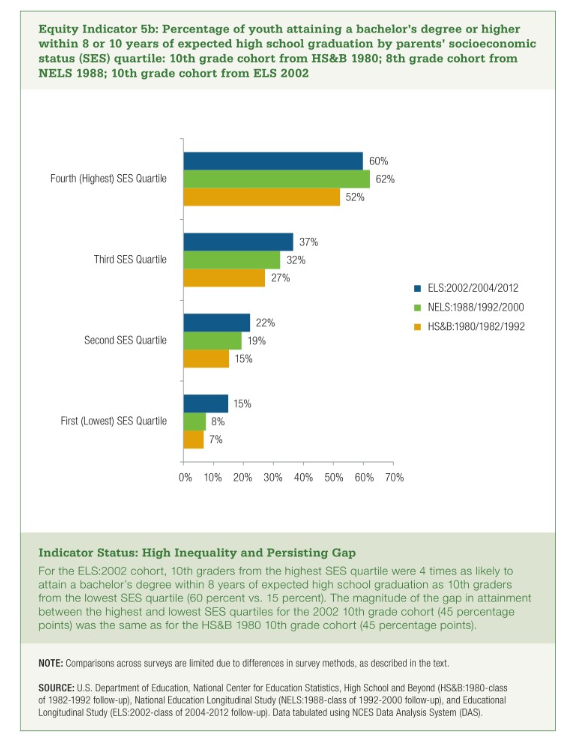 Equity Indicator 5b: Percentage of youth attaining a bachelor's degree or higher
within 8 or 10 years of expected high school graduation by parents' socioeconomic
status (SES) quartile: 10th grade cohort from HS&B 1980; 8th grade cohort from
NELS 1988; 10th grade cohort from ELS 2002
Fourth (Highest) SES Quartile
60%
62%
52%
Third SES Quartile
37%
32%
27%
Second SES Quartile
22%
19%
15%
First (Lowest) SES Quartile
15%
8%
7%
0% 10% 20% 30% 40% 50% 60% 70%
ELS:2002/2004/2012
NELS:1988/1992/2000
HS&B:1980/1982/1992
Indicator Status: High Inequality and Persisting Gap
For the ELS:2002 cohort, 10th graders from the highest SES quartile were 4 times as likely to
attain a bachelor's degree within 8 years of expected high school graduation as 10th graders
from the lowest SES quartile (60 percent vs. 15 percent). The magnitude of the gap in attainment
between the highest and lowest SES quartiles for the 2002 10th grade cohort (45 percentage
points) was the same as for the HS&B 1980 10th grade cohort (45 percentage points).
NOTE: Comparisons across surveys are limited due to differences in survey methods, as described in the text.
SOURCE: U.S. Department of Education, National Center for Education Statistics, High School and Beyond (HS&B:1980-class
of 1982-1992 follow-up), National Education Longitudinal Study (NELS:1988-class of 1992-2000 follow-up), and Educational
Longitudinal Study (ELS:2002-class of 2004-2012 follow-up). Data tabulated using NCES Data Analysis System (DAS).